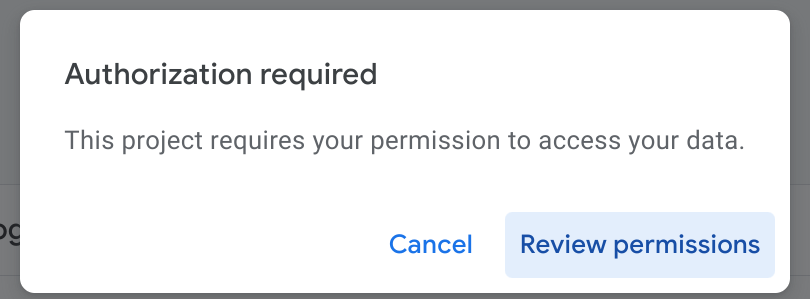 Authorization required
This project requires your permission to access your data.
Cancel
Review permissions